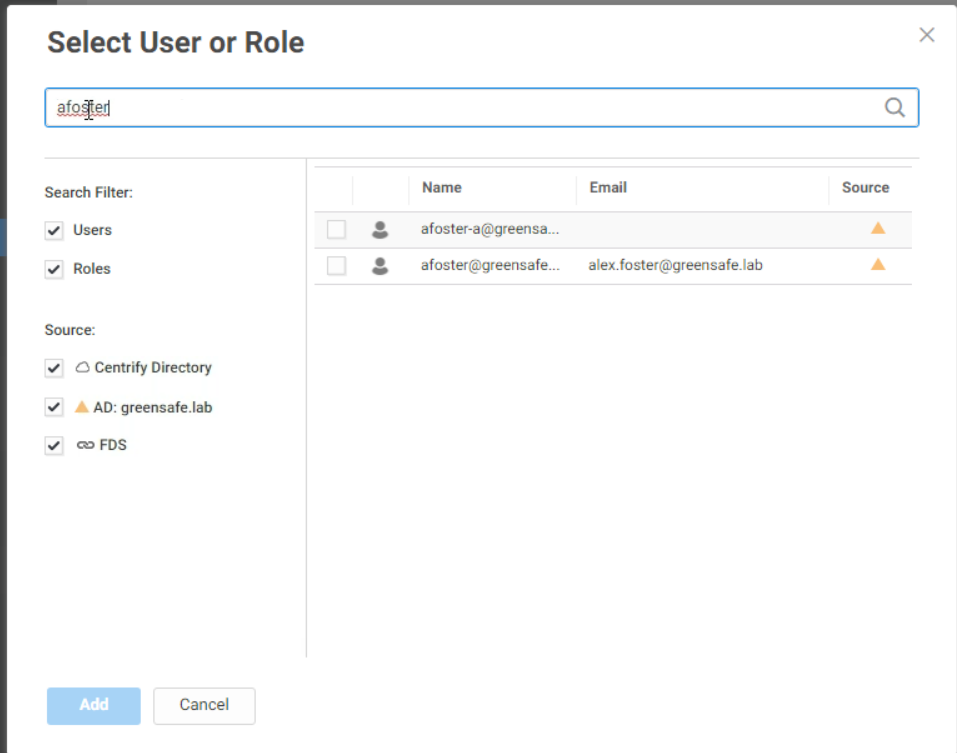 Select User or Role
afoster
Search Filter:
Users
Roles
Source:
Centrify Directory
AD: greensafe.lab
FDS
Name Email Source
afoster-a@greensa...
afoster@greensafe... alex.foster@greensafe.lab
Add Cancel